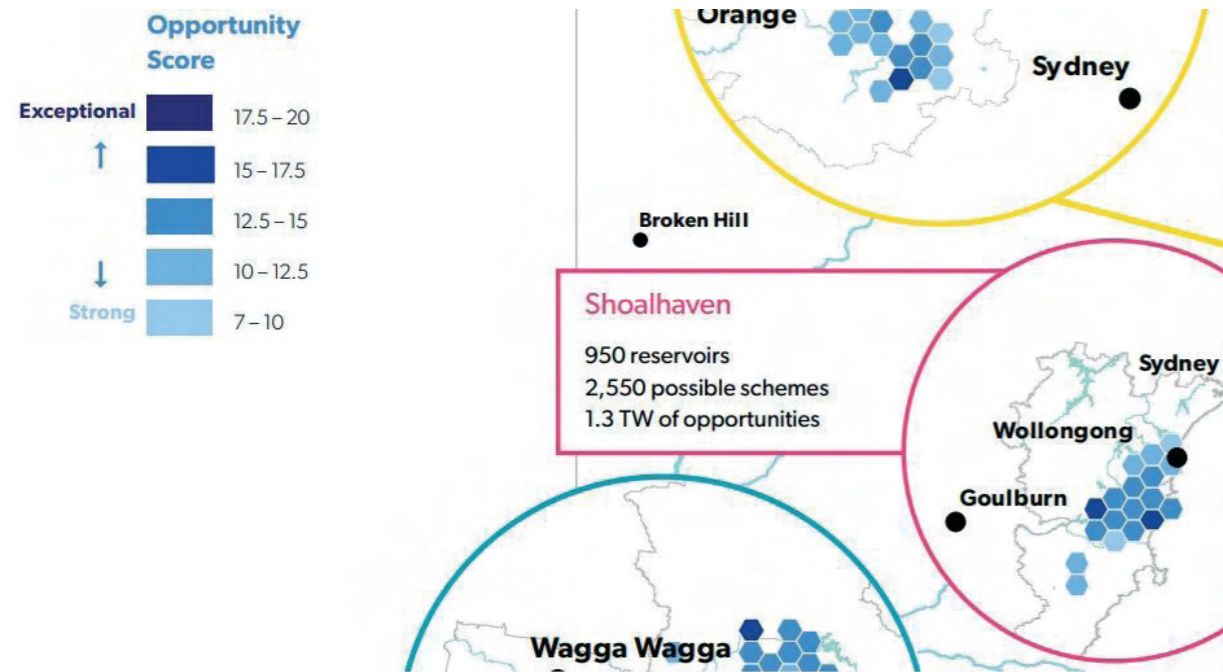 Opportunity
Score
Exceptional
17.5 – 20
15 – 17.5
12.5 – 15
10 – 12.5
Strong
7 – 10
Orange
Sydney
Broken Hill
Shoalhaven
950 reservoirs
2,550 possible schemes
1.3 TW of opportunities
Sydney
Wollongong
Goulburn
Wagga Wagga